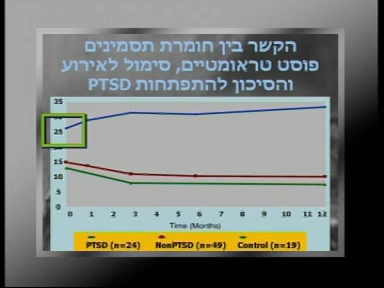 הקשר בין חומרת תסמינים
פוסט טראומטיים, סימול לאירוע
והסיכון להתפתחות PTSD
35
25
20
15
10
5
0
0 1 2 3 4 5 6 7 8 9 10 11 12
Time (Months)
PTSD (n=24) NonPTSD (n=49) Control (n=19)